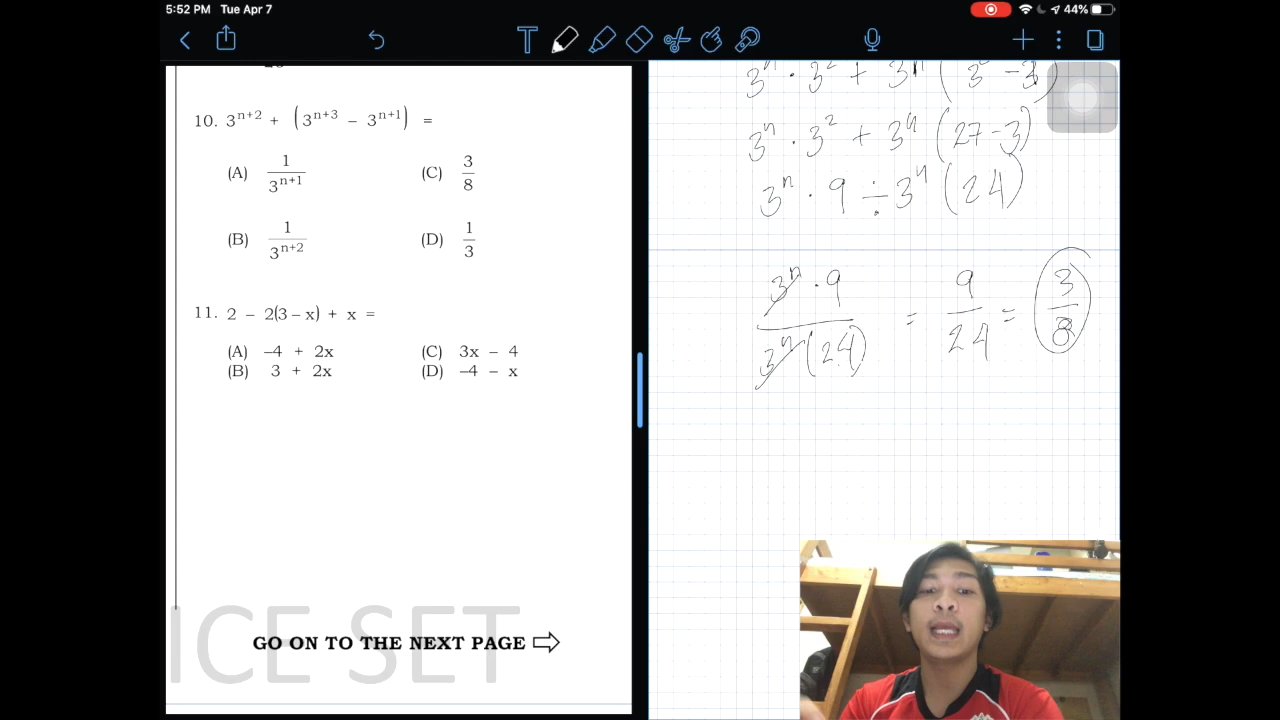 5:52 PM Tue Apr 7
44%
T
10. 3^{n+2} + (3^{n+3} – 3^{n+1}) =
(A) 1/3^{n+1} (C) 3/8
(B) 1/3^{n+2} (D) 1/3
11. 2 – 2(3 – x) + x =
(A) –4 + 2x (C) 3x – 4
(B) 3 + 2x (D) –4 – x
ICE SET
GO ON TO THE NEXT PAGE
3^n · 3^2 + 3^n (27 - 3)
3^n · 9 ÷ 3^n (24)
3^n · 9 / 3^n (24) = 9/24 = 3/8